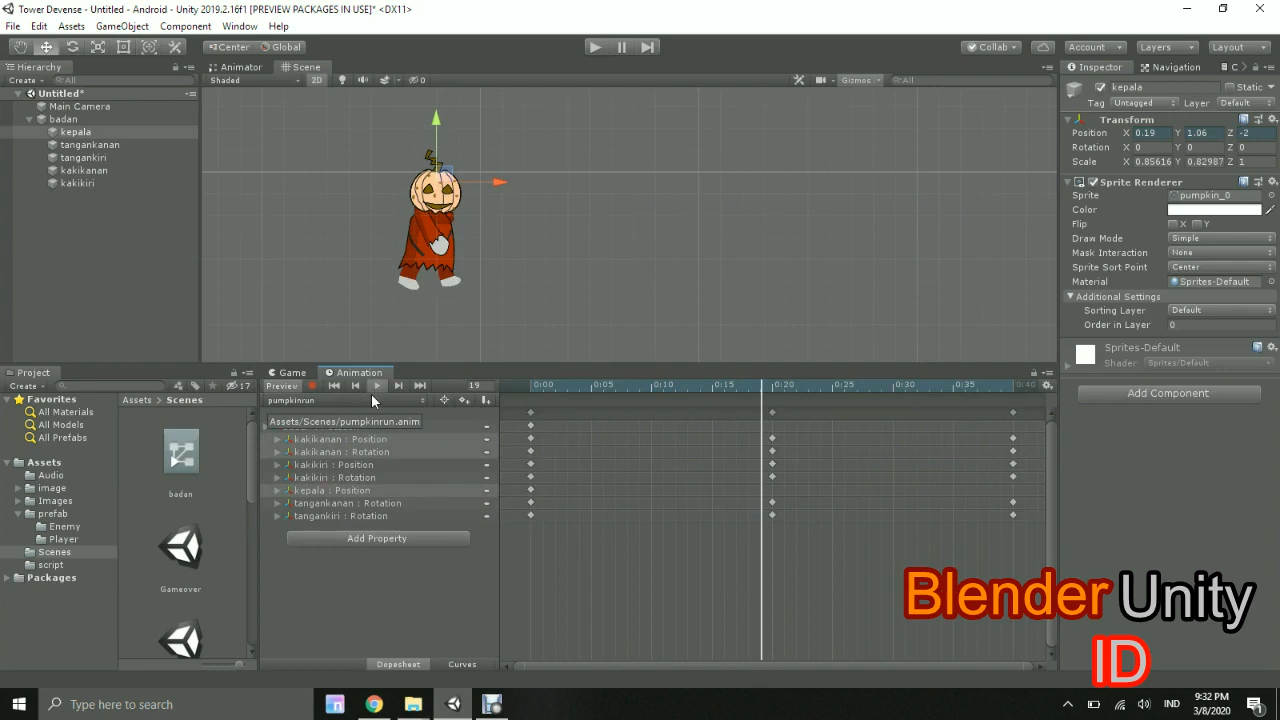 Tower Devense - Untitled - Android - Unity 2019.2.16f1 [PREVIEW PACKAGES IN USE]* <DX11>
File Edit Assets GameObject Component Window Help
Center Global Collab Account Layers Layout
Hierarchy
Create All
Untitled*
Main Camera
badan
kepala
tangankanan
tangankiri
kakikanan
kakikiri
Animator Scene
Shaded 2D 0 Gizmos All
Inspector Navigation C
kepala Static
Tag Untagged Layer Default
Transform
Position X 0.19 Y 1.06 Z -2
Rotation X 0 Y 0 Z 0
Scale X 0.85616 Y 0.82987 Z 1
Sprite Renderer
Sprite pumpkin_0
Color
Flip X Y
Draw Mode Simple
Mask Interaction None
Sprite Sort Point Center
Material Sprites-Default
Additional Settings
Sorting Layer Default
Order in Layer 0
Sprites-Default
Shader Sprites/Default
Add Component
Project
Create 17
Favorites
All Materials
All Models
All Prefabs
Assets
Audio
image
Images
prefab
Enemy
Player
Scenes
script
Packages
Assets Scenes
badan
Gameover
Game Animation
Preview 19 0:00 0:05 0:10 0:15 0:20 0:25 0:30 0:35 0:40
pumpkinrun
Assets/Scenes/pumpkinrun.anim
kakikanan : Position
kakikanan : Rotation
kakikiri : Position
kakikiri : Rotation
kepala : Position
tangankanan : Rotation
tangankiri : Rotation
Add Property
Dopesheet Curves
Blender Unity
ID
Type here to search
IND
9:32 PM
3/8/2020
1